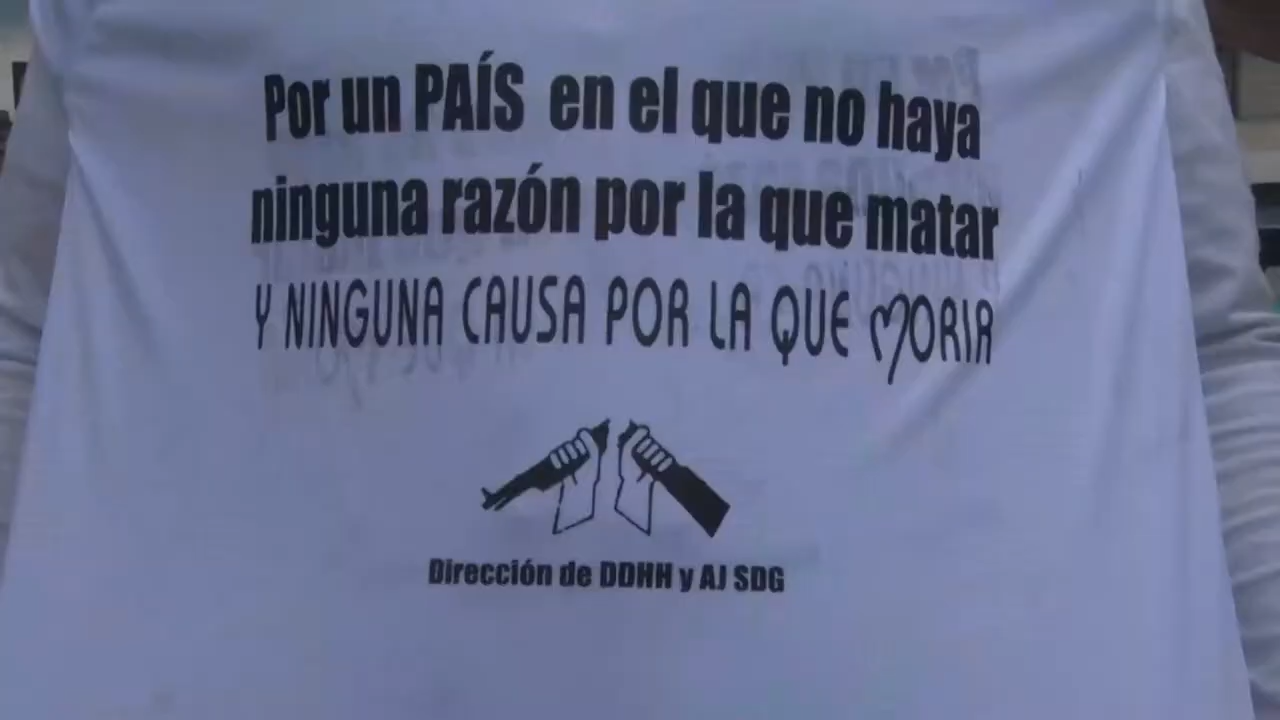 Por un PAÍS en el que no haya
ninguna razón por la que matar
Y NINGUNA CAUSA POR LA QUE MORIR
Dirección de DDHH y AJ SDG